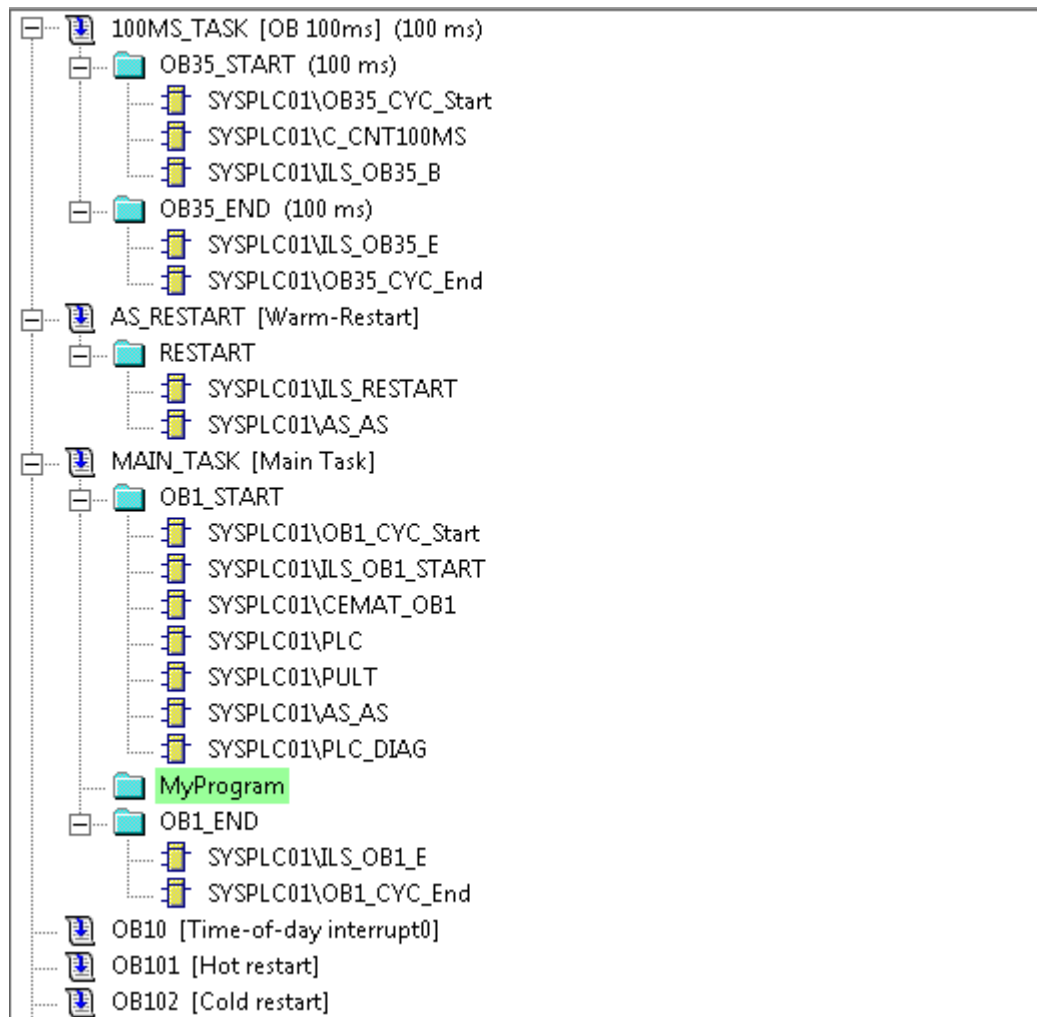 100MS_TASK [OB 100ms] (100 ms)
OB35_START (100 ms)
SYSPLC01\OB35_CYC_Start
SYSPLC01\C_CNT100MS
SYSPLC01\ILS_OB35_B
OB35_END (100 ms)
SYSPLC01\ILS_OB35_E
SYSPLC01\OB35_CYC_End
AS_RESTART [Warm-Restart]
RESTART
SYSPLC01\ILS_RESTART
SYSPLC01\AS_AS
MAIN_TASK [Main Task]
OB1_START
SYSPLC01\OB1_CYC_Start
SYSPLC01\ILS_OB1_START
SYSPLC01\CEMAT_OB1
SYSPLC01\PLC
SYSPLC01\PULT
SYSPLC01\AS_AS
SYSPLC01\PLC_DIAG
MyProgram
OB1_END
SYSPLC01\ILS_OB1_E
SYSPLC01\OB1_CYC_End
OB10 [Time-of-day interrupt0]
OB101 [Hot restart]
OB102 [Cold restart]